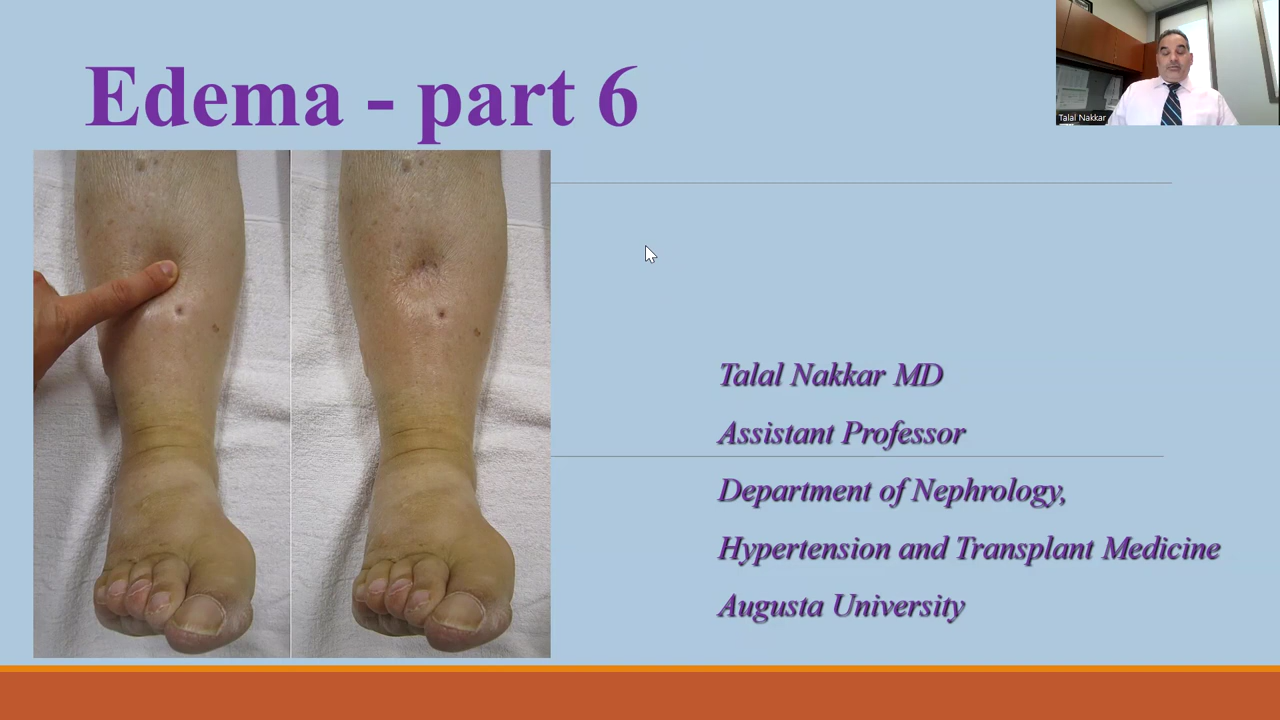 Edema - part 6
Talal Nakkar
Talal Nakkar MD
Assistant Professor
Department of Nephrology,
Hypertension and Transplant Medicine
Augusta University